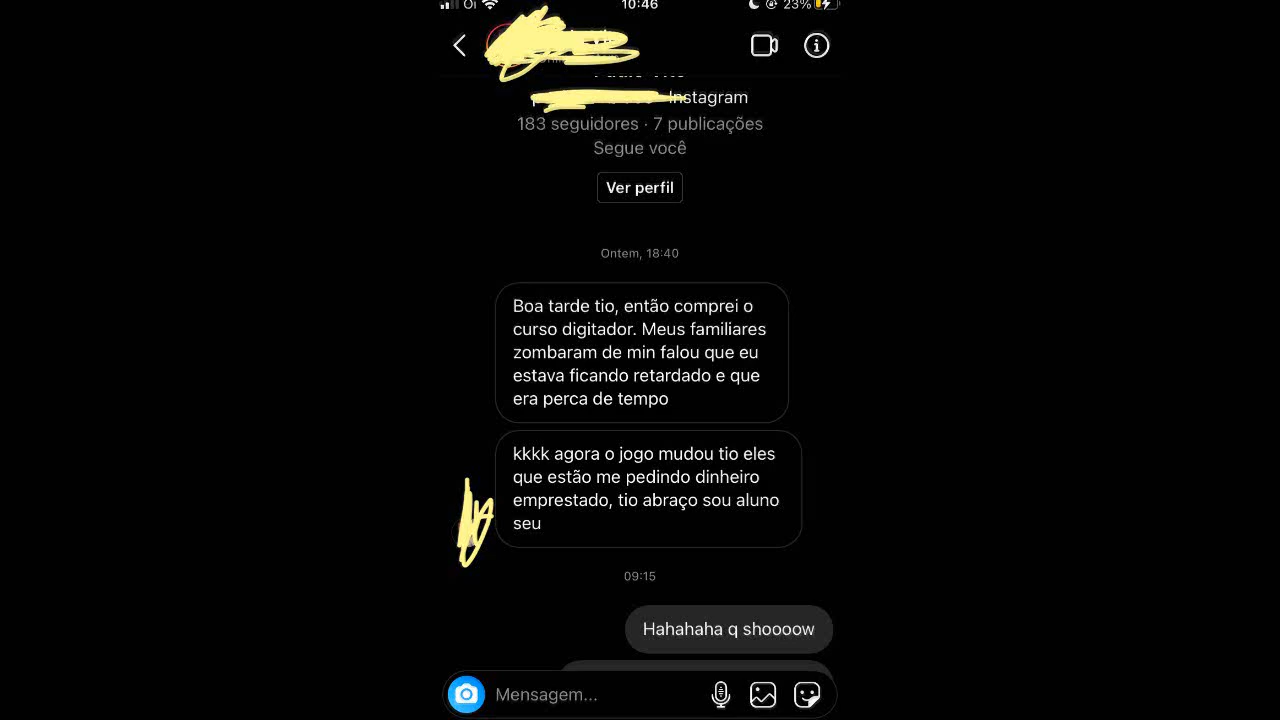 Oi 10:46 23%
Instagram
183 seguidores · 7 publicações
Segue você
Ver perfil
Ontem, 18:40
Boa tarde tio, então comprei o
curso digitador. Meus familiares
zombaram de min falou que eu
estava ficando retardado e que
era perca de tempo
kkkk agora o jogo mudou tio eles
que estão me pedindo dinheiro
emprestado, tio abraço sou aluno
seu
09:15
Hahahaha q shoooow
Mensagem...